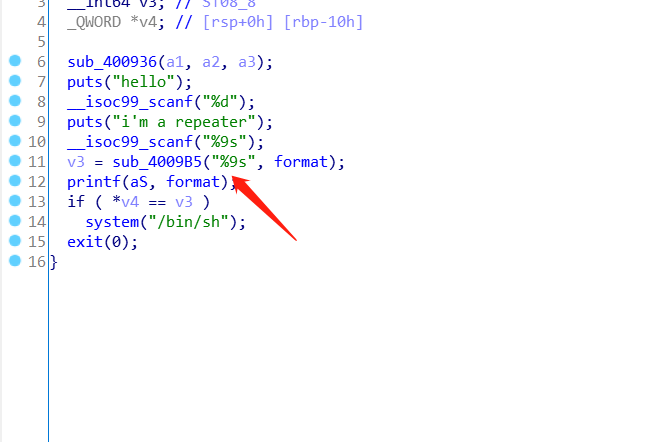 3 __int64 v3; // ST08_8
4 _QWORD *v4; // [rsp+0h] [rbp-10h]
5
6 sub_400936(a1, a2, a3);
7 puts("hello");
8 __isoc99_scanf("%d");
9 puts("i'm a repeater");
10 __isoc99_scanf("%9s");
11 v3 = sub_4009B5("%9s", format);
12 printf(aS, format);
13 if ( *v4 == v3 )
14 system("/bin/sh");
15 exit(0);
16 }